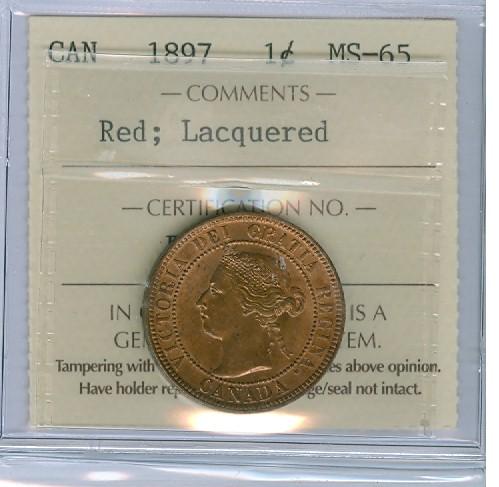 CAN 1897 1¢ MS-65
— COMMENTS —
Red; Lacquered
— CERTIFICATION NO. —
VICTORIA DEI GRATIA REGINA.
CANADA
IN IS A
GE EM.
Tampering with es above opinion.
Have holder re ge/seal not intact.